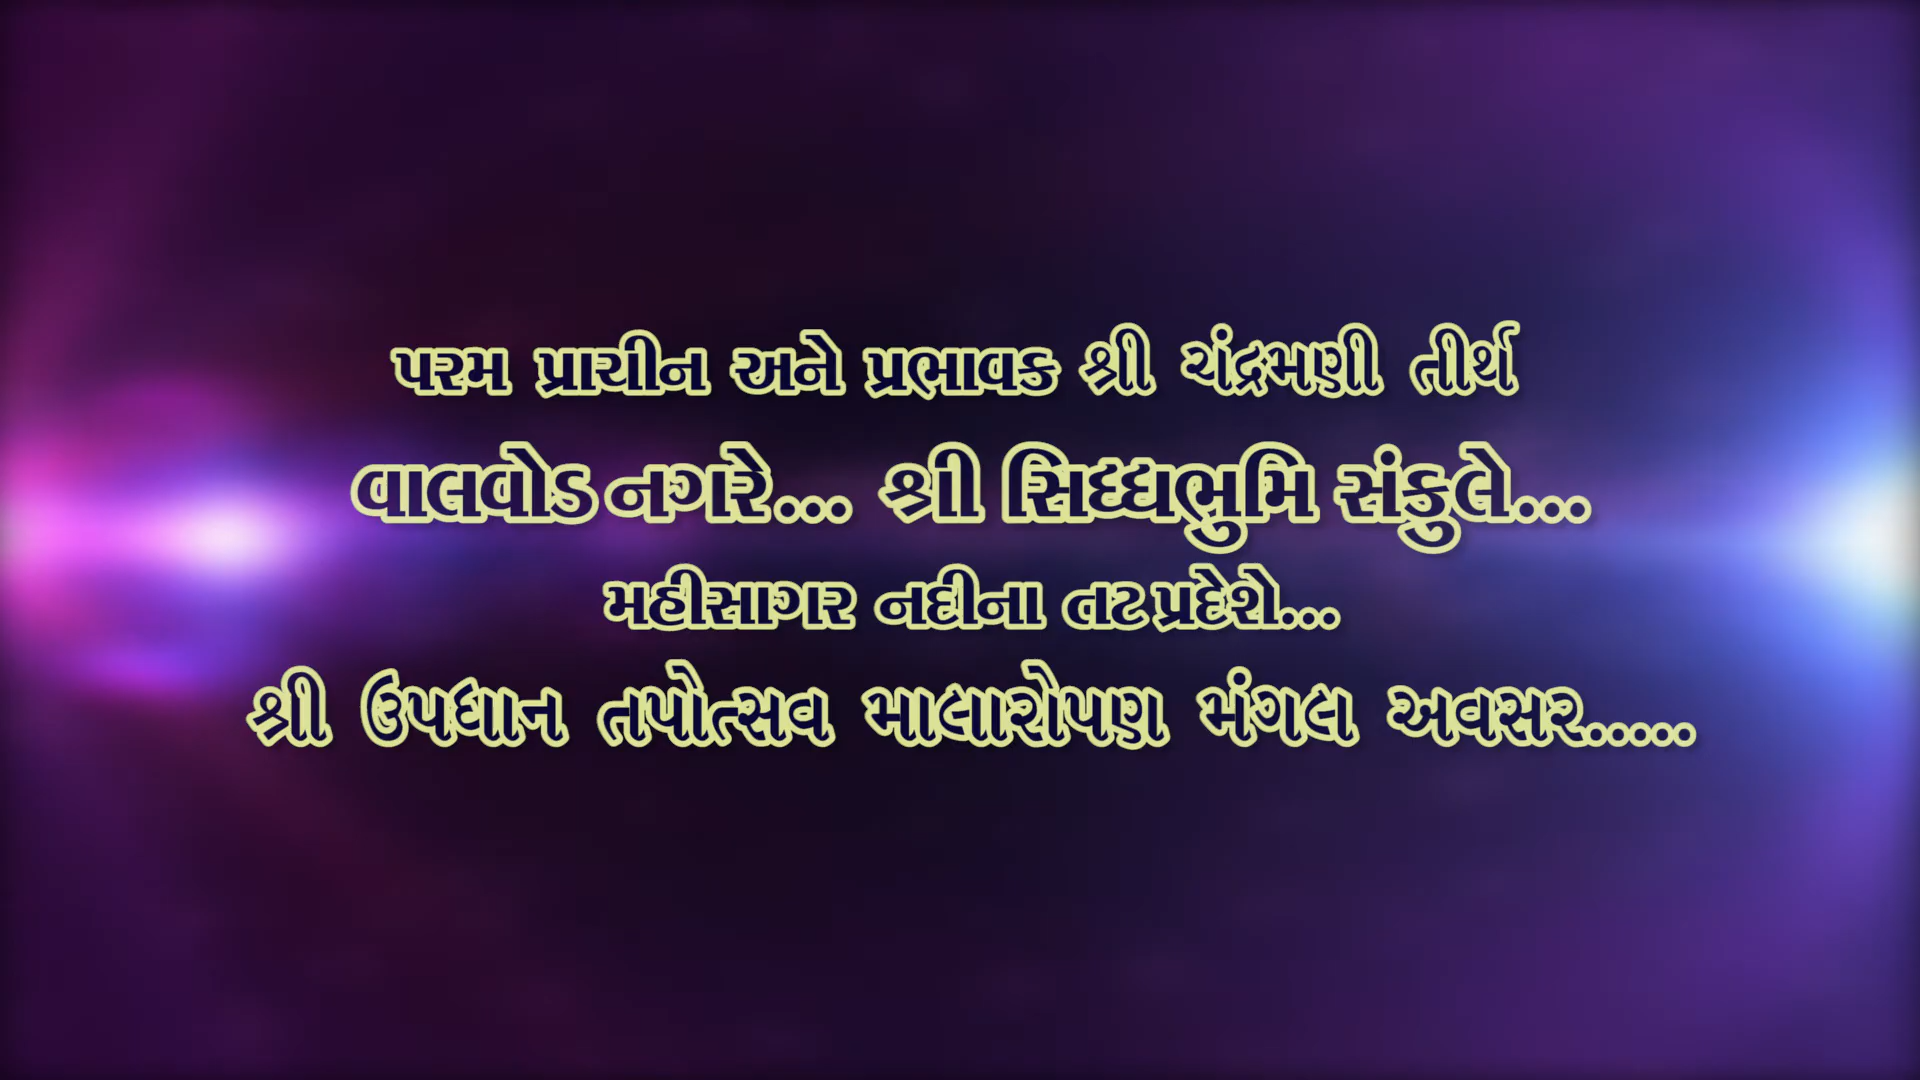 પરમ પ્રાચીન અને પ્રભાવક શ્રી ચંદ્રમણી તીર્થ
વાલવોડ નગરે... શ્રી સિધ્ધભુમિ સંકુલે...
મહીસાગર નદીના તટ પ્રદેશે...
શ્રી ઉપધાન તપોત્સવ માલારોપણ મંગલ અવસર.....